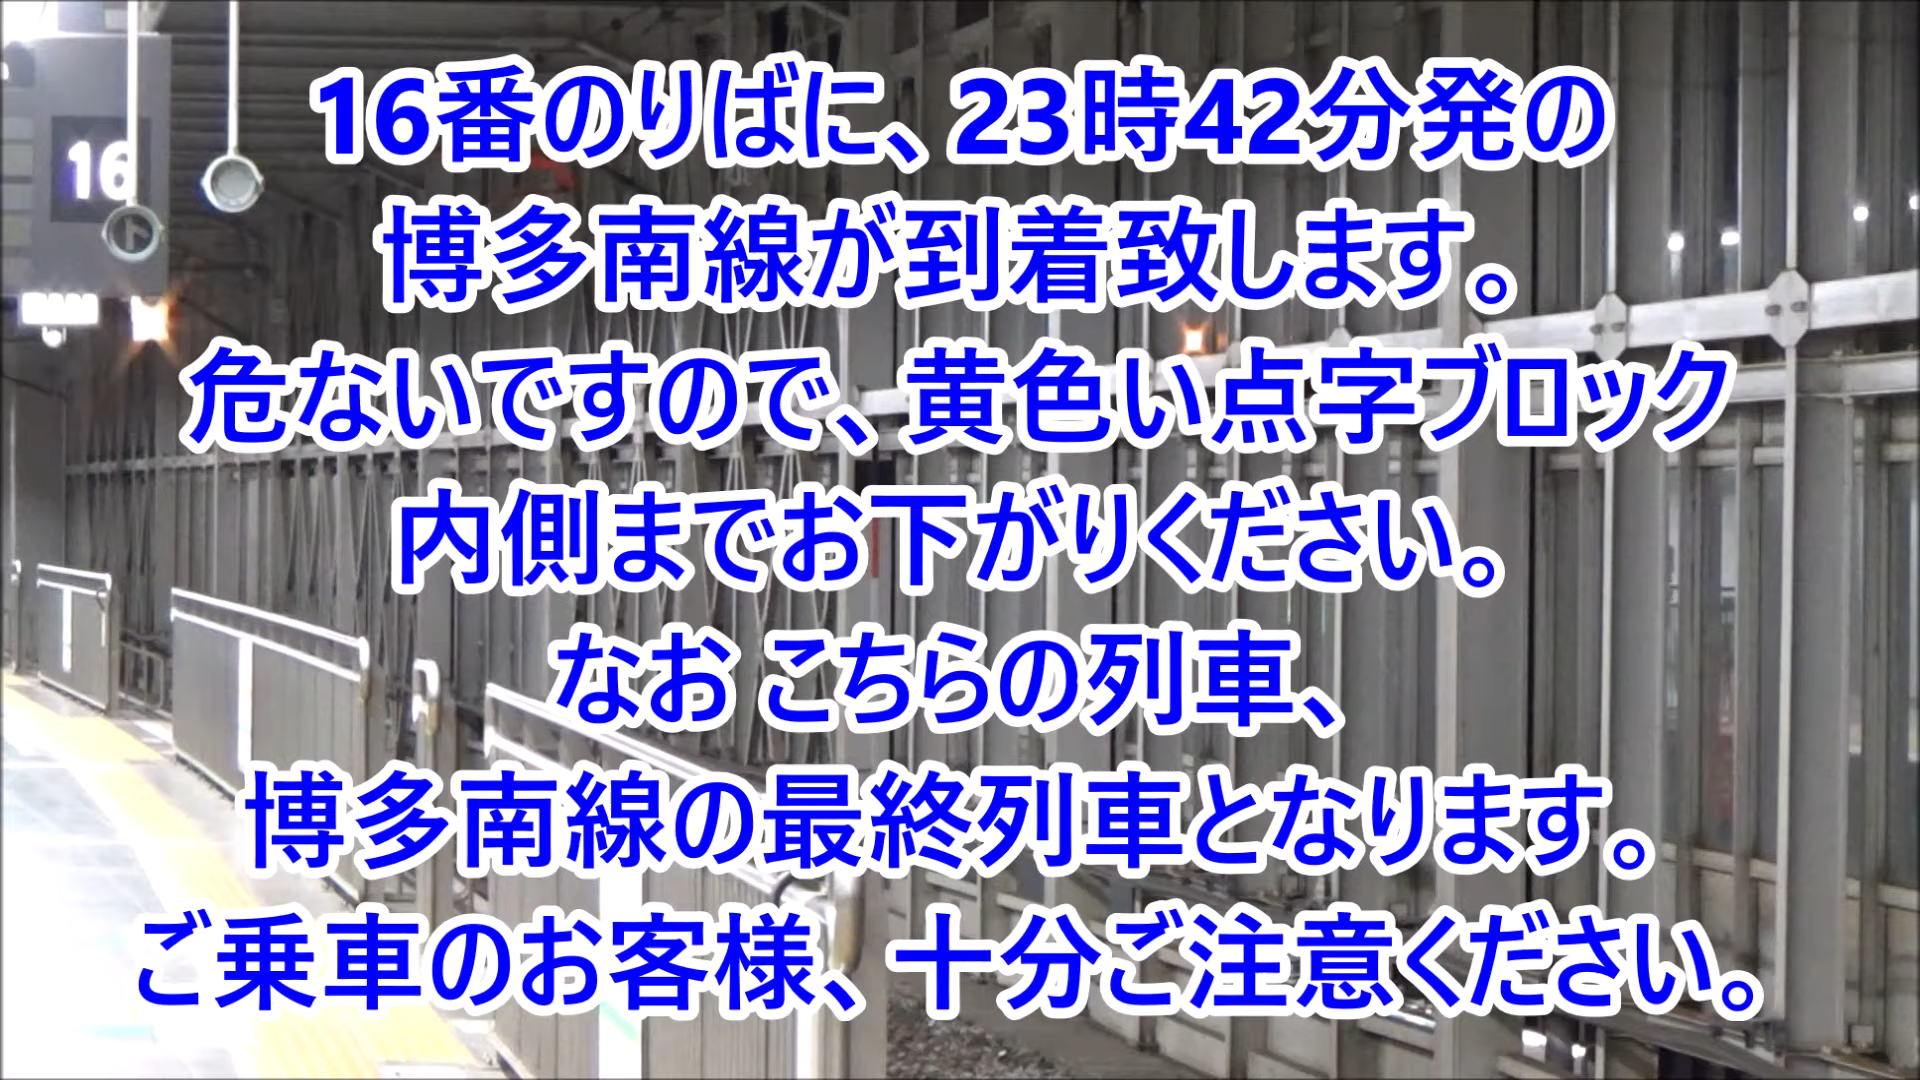 16番のりばに、23時42分発の
博多南線が到着致します。
危ないですので、黄色い点字ブロック
内側までお下がりください。
なお こちらの列車、
博多南線の最終列車となります。
ご乗車のお客様、十分ご注意ください。
16